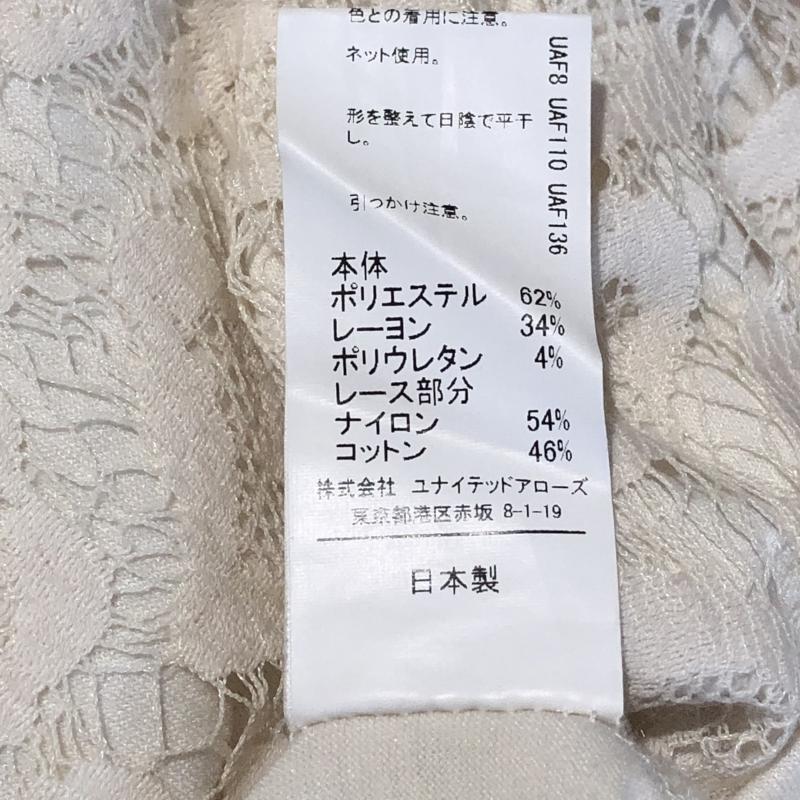 色との着用に注意。
ネット使用。
形を整えて日陰で平干
し。
引っかけ注意。
UAF8 UAF110 UAF136
本体
ポリエステル 62%
レーヨン 34%
ポリウレタン 4%
レース部分
ナイロン 54%
コットン 46%
株式会社 ユナイテッドアローズ
東京都港区赤坂 8-1-19
日本製